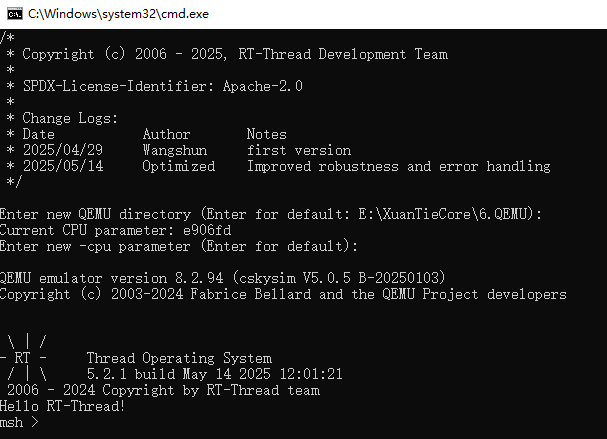 C:\Windows\system32\cmd.exe
/*
 * Copyright (c) 2006 - 2025, RT-Thread Development Team
 *
 * SPDX-License-Identifier: Apache-2.0
 *
 * Change Logs:
 * Date           Author       Notes
 * 2025/04/29     Wangshun     first version
 * 2025/05/14     Optimized    Improved robustness and error handling
 */
Enter new QEMU directory (Enter for default: E:\XuanTieCore\6.QEMU):
Current CPU parameter: e906fd
Enter new -cpu parameter (Enter for default):
QEMU emulator version 8.2.94 (cskysim V5.0.5 B-20250103)
Copyright (c) 2003-2024 Fabrice Bellard and the QEMU Project developers
 \ | /
- RT -     Thread Operating System
 / | \     5.2.1 build May 14 2025 12:01:21
 2006 - 2024 Copyright by RT-Thread team
Hello RT-Thread!
msh >